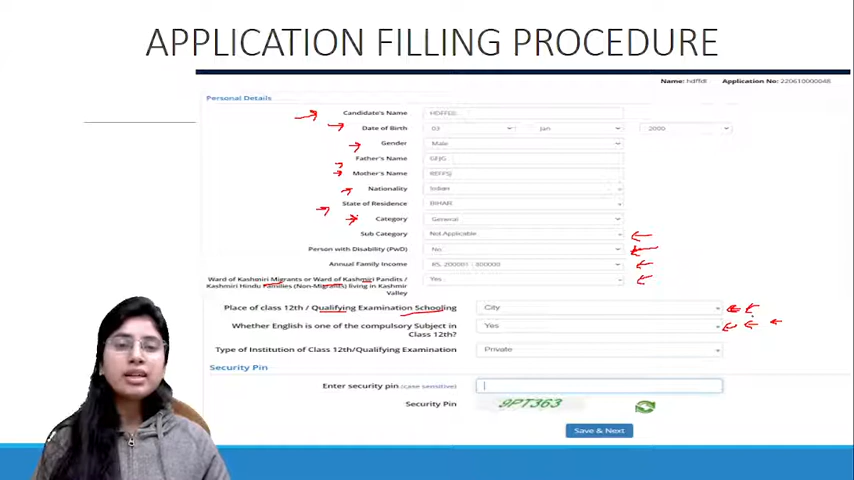 APPLICATION FILLING PROCEDURE
Name: hdffdl Application No: 220610000048
Personal Details
Candidate's Name HDFFDL
Date of Birth 03 Jan 2000
Gender Male
Father's Name GFJG
Mother's Name
Nationality Indian
State of Residence BIHAR
Category General
Sub Category Not Applicable
Person with Disability (PwD) No
Annual Family Income RS. 200001 - 800000
Ward of Kashmiri Migrants or Ward of Kashmiri Pandits / Yes
Kashmiri Hindu Families (Non-Migrants) living in Kashmir
Valley
Place of class 12th / Qualifying Examination Schooling City
Whether English is one of the compulsory Subject in Yes
Class 12th?
Type of Institution of Class 12th/Qualifying Examination Private
Security Pin
Enter security pin (case sensitive)
Security Pin 9PT363
Save & Next